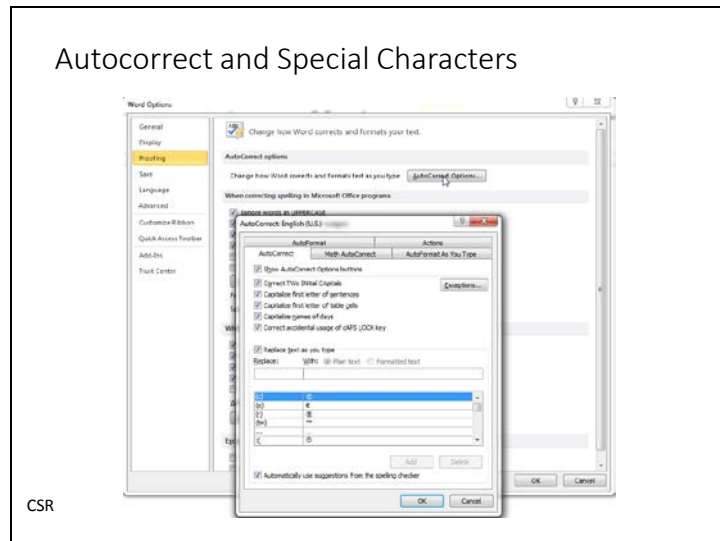 Autocorrect and Special Characters
Word Options
General
Display
Proofing
Save
Language
Advanced
Customize Ribbon
Quick Access Toolbar
Add-Ins
Trust Center
Change how Word corrects and formats your text.
AutoCorrect options
Change how Word corrects and formats text as you type: AutoCorrect Options...
When correcting spelling in Microsoft Office programs
Ignore words in UPPERCASE
AutoCorrect: English (U.S.)
AutoFormat Actions
AutoCorrect Math AutoCorrect AutoFormat As You Type
Show AutoCorrect Options buttons
Correct TWo INitial CApitals Exceptions...
Capitalize first letter of sentences
Capitalize first letter of table cells
Capitalize names of days
Correct accidental usage of cAPS LOCK key
Replace text as you type
Replace: With: Plain text Formatted text
(c) ©
(e) €
(r) ®
(tm) ™
... …
:( ☹
Add Delete
Automatically use suggestions from the spelling checker
OK Cancel
OK Cancel
CSR